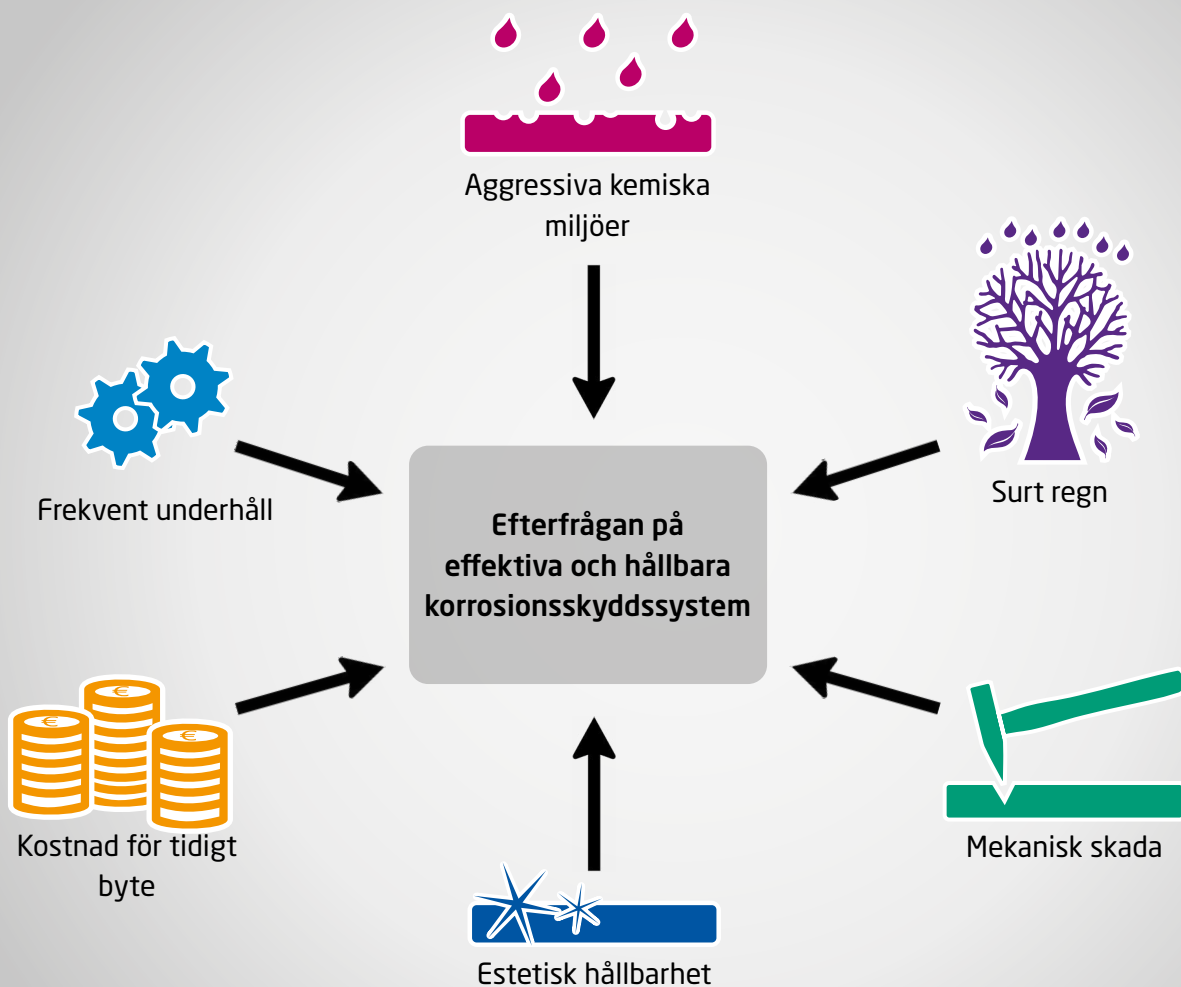 Aggressiva kemiska
miljöer
Surt regn
Frekvent underhåll
Efterfrågan på
effektiva och hållbara
korrosionsskyddssystem
€
€
€
Kostnad för tidigt
byte
Mekanisk skada
Estetisk hållbarhet